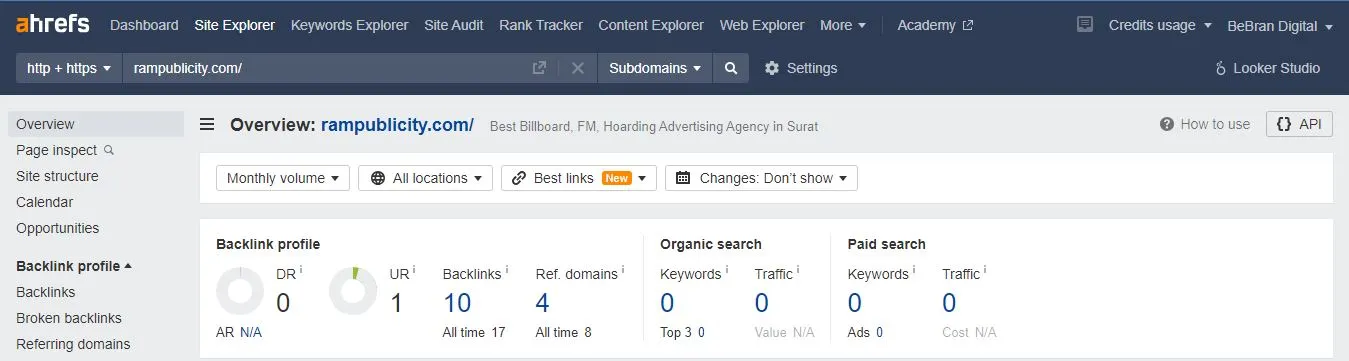 ahrefs Dashboard Site Explorer Keywords Explorer Site Audit Rank Tracker Content Explorer Web Explorer More Academy Credits usage BeBran Digital
http + https rampublicity.com/ Subdomains Settings Looker Studio
Overview
Page inspect
Site structure
Calendar
Opportunities
Backlink profile
Backlinks
Broken backlinks
Referring domains
Overview: rampublicity.com/ Best Billboard, FM, Hoarding Advertising Agency in Surat How to use {} API
Monthly volume All locations Best links New Changes: Don't show
Backlink profile Organic search Paid search
DR i UR i Backlinks i Ref. domains i Keywords i Traffic i Keywords i Traffic i
0 1 10 4 0 0 0 0
AR N/A All time 17 All time 8 Top 3 0 Value N/A Ads 0 Cost N/A